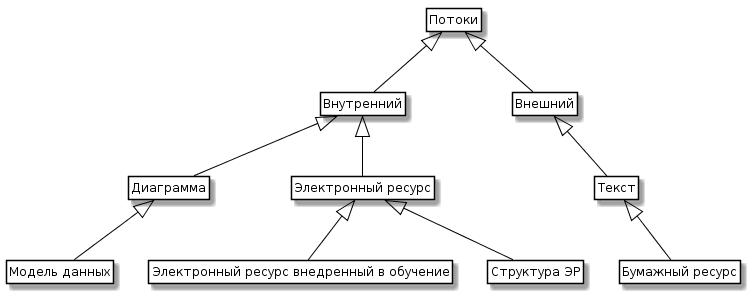 Потоки
Внутренний
Внешний
Диаграмма
Электронный ресурс
Текст
Модель данных
Электронный ресурс внедренный в обучение
Структура ЭР
Бумажный ресурс